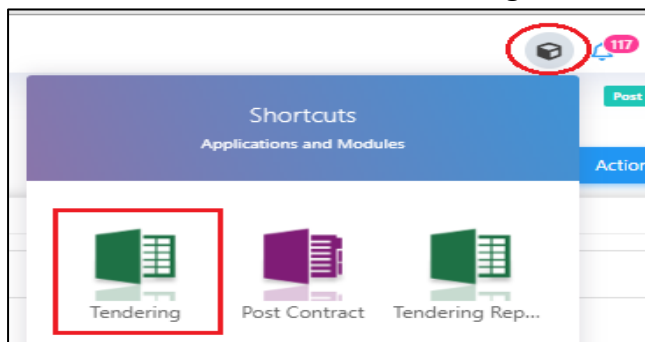 117
Shortcuts
Applications and Modules
Post
Action
Tendering Post Contract Tendering Rep...